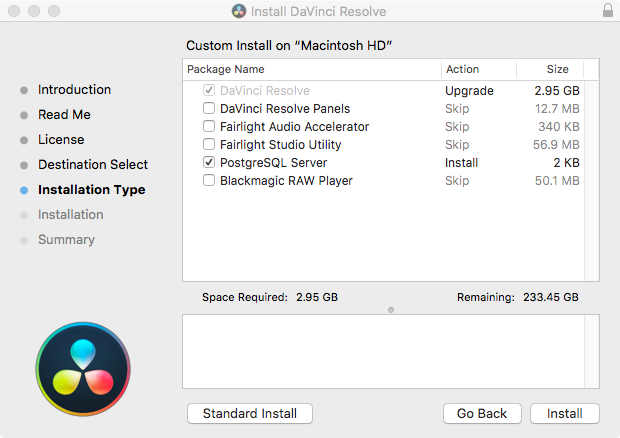 Install DaVinci Resolve
Custom Install on “Macintosh HD”
Introduction
Read Me
License
Destination Select
Installation Type
Installation
Summary
Package Name Action Size
DaVinci Resolve Upgrade 2.95 GB
DaVinci Resolve Panels Skip 12.7 MB
Fairlight Audio Accelerator Skip 340 KB
Fairlight Studio Utility Skip 56.9 MB
PostgreSQL Server Install 2 KB
Blackmagic RAW Player Skip 50.1 MB
Space Required: 2.95 GB Remaining: 233.45 GB
Standard Install Go Back Install